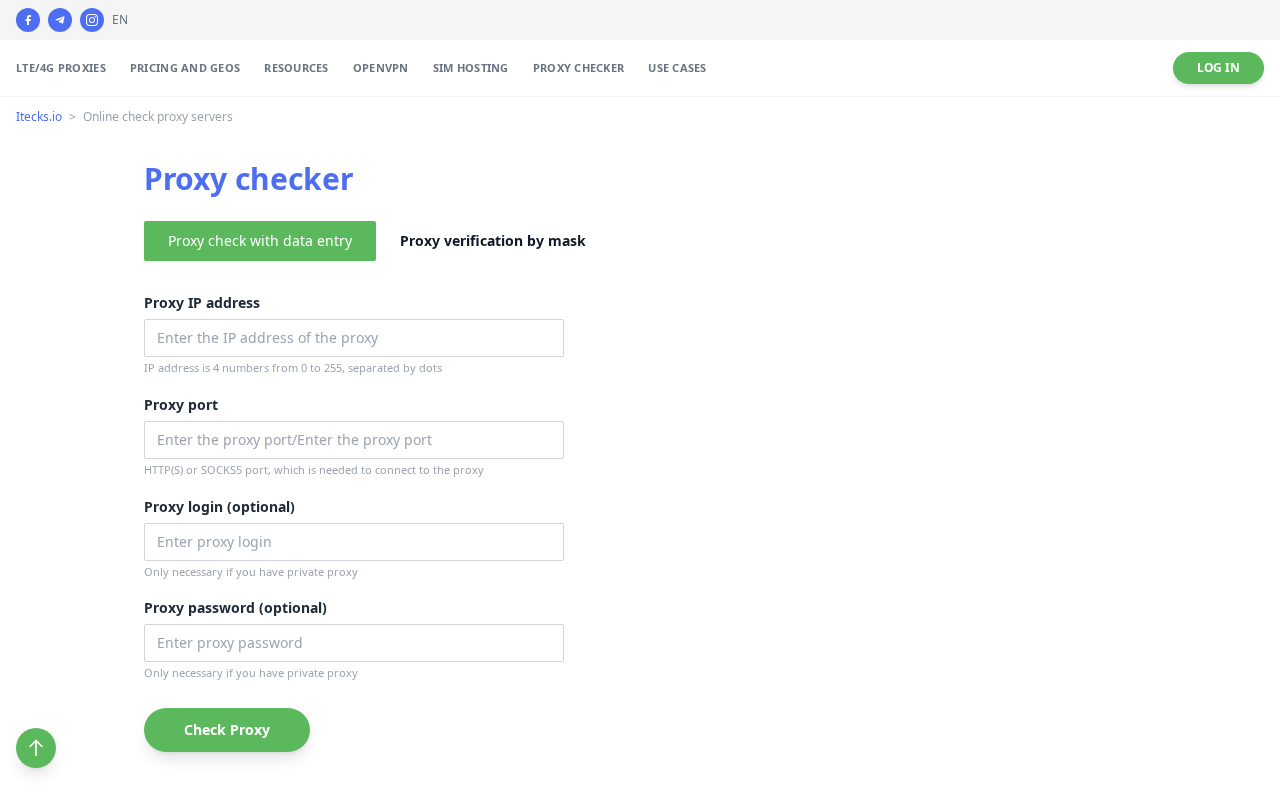 EN
LTE/4G PROXIES PRICING AND GEOS RESOURCES OPENVPN SIM HOSTING PROXY CHECKER USE CASES LOG IN
Itecks.io > Online check proxy servers
Proxy checker
Proxy check with data entry Proxy verification by mask
Proxy IP address
Enter the IP address of the proxy
IP address is 4 numbers from 0 to 255, separated by dots
Proxy port
Enter the proxy port/Enter the proxy port
HTTP(S) or SOCKS5 port, which is needed to connect to the proxy
Proxy login (optional)
Enter proxy login
Only necessary if you have private proxy
Proxy password (optional)
Enter proxy password
Only necessary if you have private proxy
Check Proxy